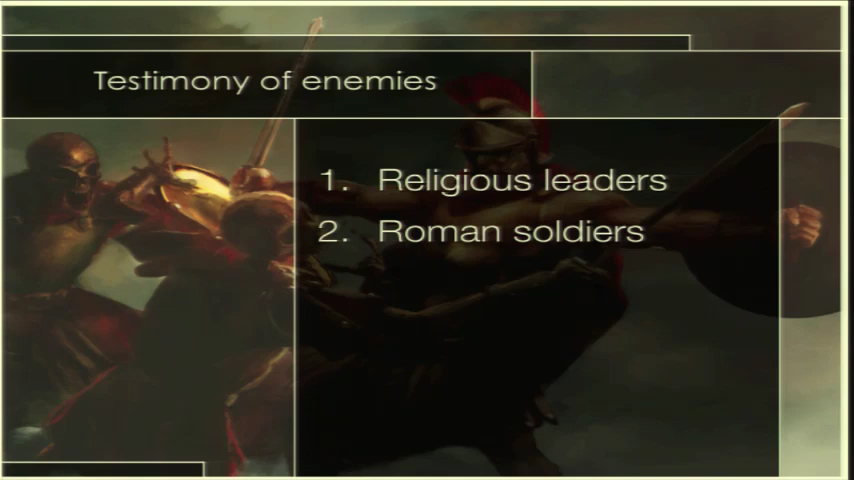 Testimony of enemies
1. Religious leaders
2. Roman soldiers